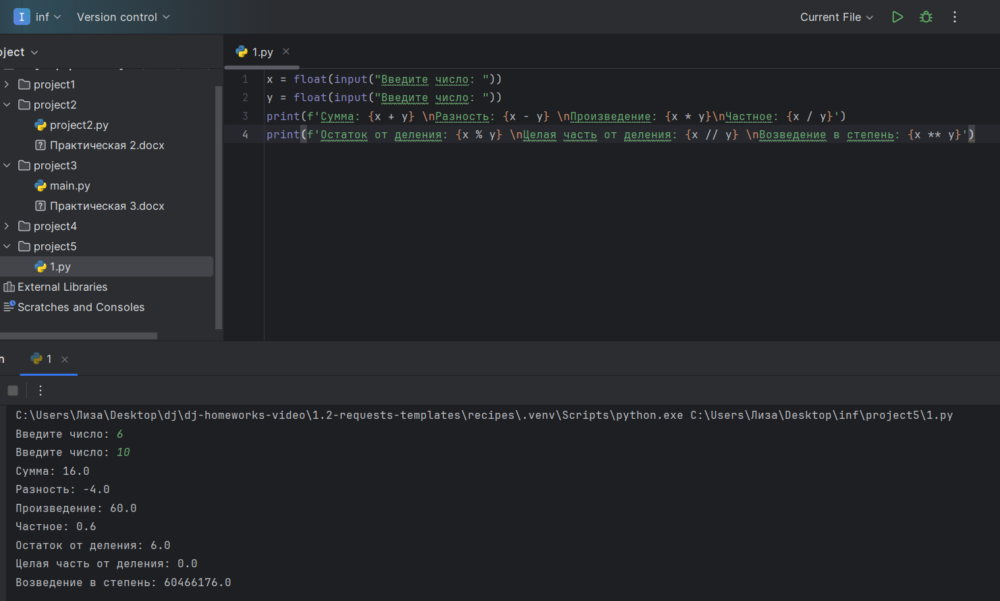 I inf Version control Current File
oject
1.py
project1
project2
project2.py
Практическая 2.docx
project3
main.py
Практическая 3.docx
project4
project5
1.py
External Libraries
Scratches and Consoles
1 x = float(input("Введите число: "))
2 y = float(input("Введите число: "))
3 print(f'Сумма: {x + y} \nРазность: {x - y} \nПроизведение: {x * y}\nЧастное: {x / y}')
4 print(f'Остаток от деления: {x % y} \nЦелая часть от деления: {x // y} \nВозведение в степень: {x ** y}')
n 1
C:\Users\Лиза\Desktop\dj\dj-homeworks-video\1.2-requests-templates\recipes\.venv\Scripts\python.exe C:\Users\Лиза\Desktop\inf\project5\1.py
Введите число: 6
Введите число: 10
Сумма: 16.0
Разность: -4.0
Произведение: 60.0
Частное: 0.6
Остаток от деления: 6.0
Целая часть от деления: 0.0
Возведение в степень: 60466176.0